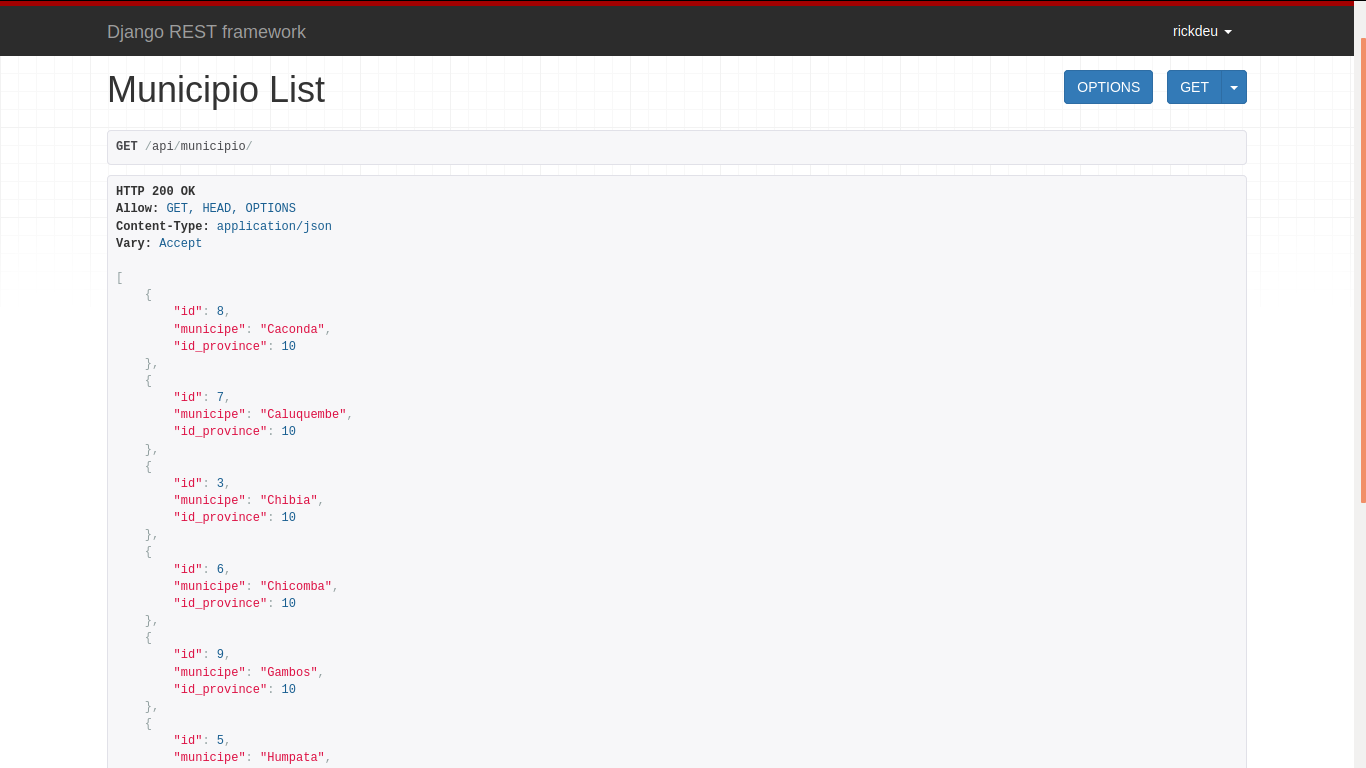 Django REST framework
rickdeu
Municipio List
OPTIONS
GET
GET /api/municipio/
HTTP 200 OK
Allow: GET, HEAD, OPTIONS
Content-Type: application/json
Vary: Accept
[
    {
        "id": 8,
        "municipe": "Caconda",
        "id_province": 10
    },
    {
        "id": 7,
        "municipe": "Caluquembe",
        "id_province": 10
    },
    {
        "id": 3,
        "municipe": "Chibia",
        "id_province": 10
    },
    {
        "id": 6,
        "municipe": "Chicomba",
        "id_province": 10
    },
    {
        "id": 9,
        "municipe": "Gambos",
        "id_province": 10
    },
    {
        "id": 5,
        "municipe": "Humpata",